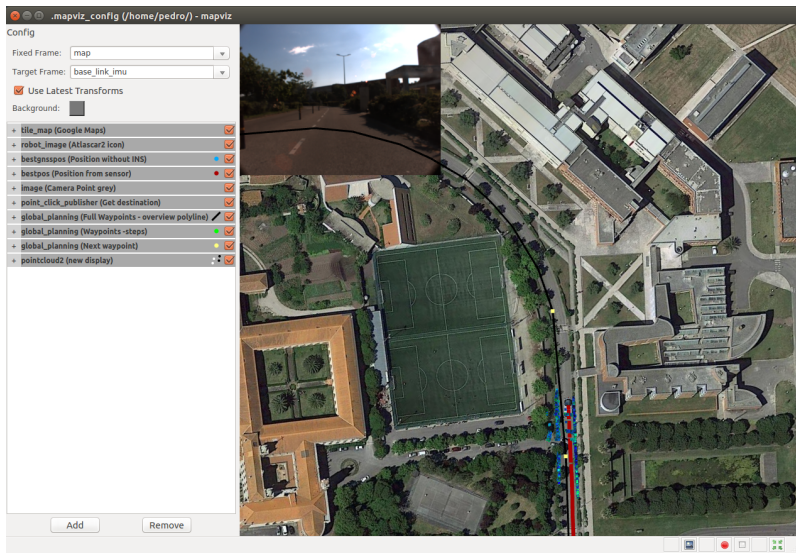 .mapviz_config (/home/pedro/) - mapviz
Config
Fixed Frame: map
Target Frame: base_link_imu
Use Latest Transforms
Background:
+ tile_map (Google Maps)
+ robot_image (Atlascar2 icon)
+ bestgnsspos (Position without INS)
+ bestpos (Position from sensor)
+ image (Camera Point grey)
+ point_click_publisher (Get destination)
+ global_planning (Full Waypoints - overview polyline)
+ global_planning (Waypoints -steps)
+ global_planning (Next waypoint)
+ pointcloud2 (new display)
Add Remove